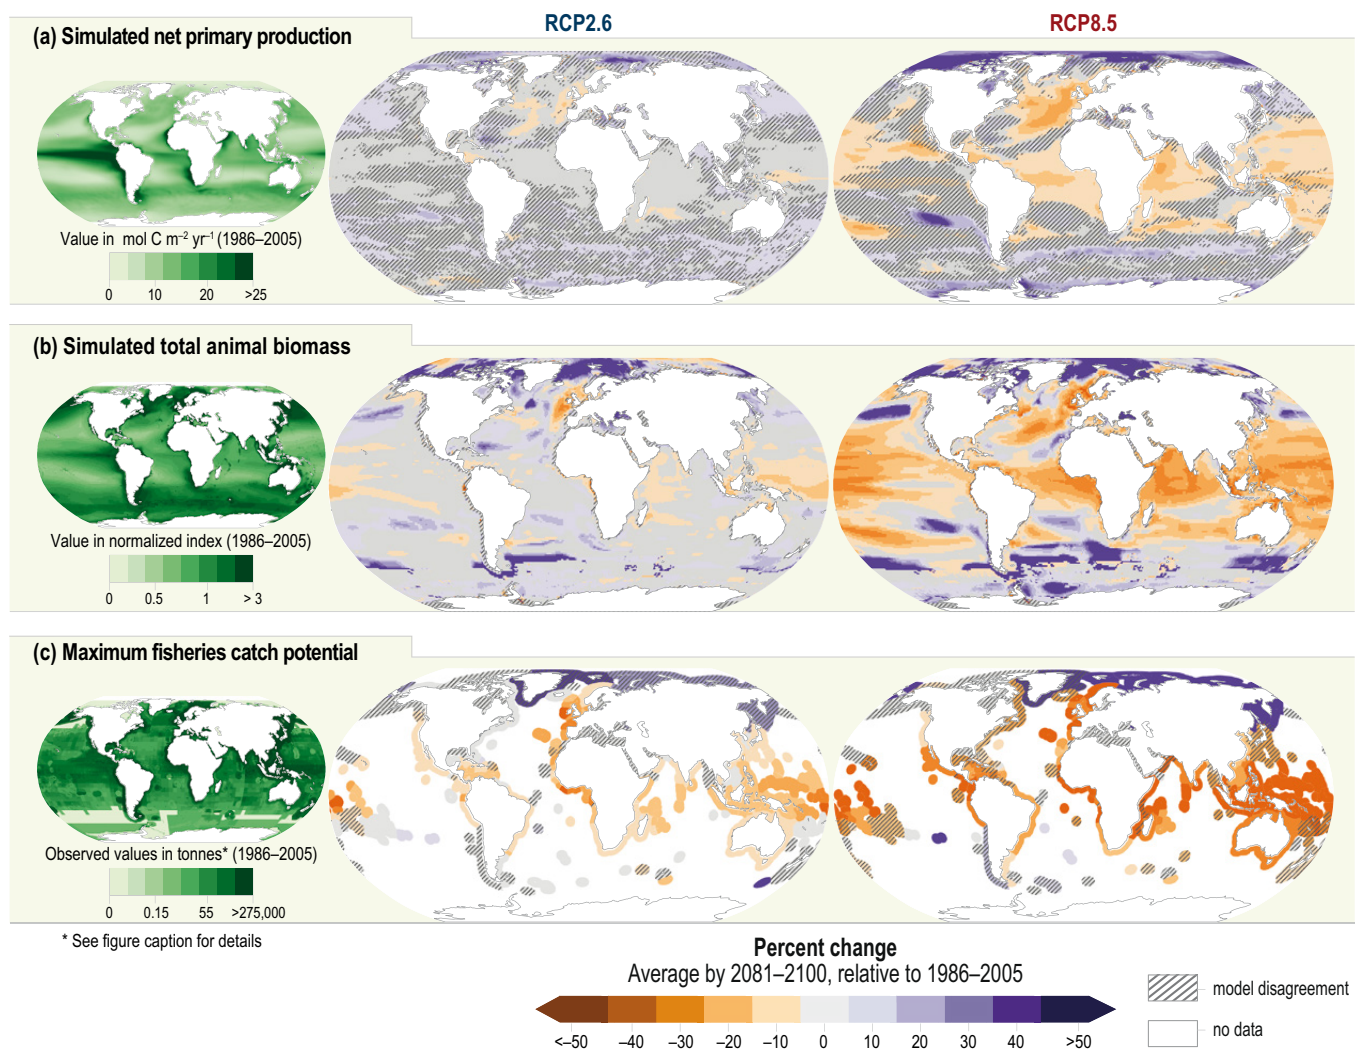 RCP2.6
RCP8.5
(a) Simulated net primary production
Value in mol C m⁻² yr⁻¹ (1986–2005)
0 10 20 >25
(b) Simulated total animal biomass
Value in normalized index (1986–2005)
0 0.5 1 > 3
(c) Maximum fisheries catch potential
Observed values in tonnes* (1986–2005)
0 0.15 55 >275,000
* See figure caption for details
Percent change
Average by 2081–2100, relative to 1986–2005
<–50 –40 –30 –20 –10 0 10 20 30 40 >50
model disagreement
no data